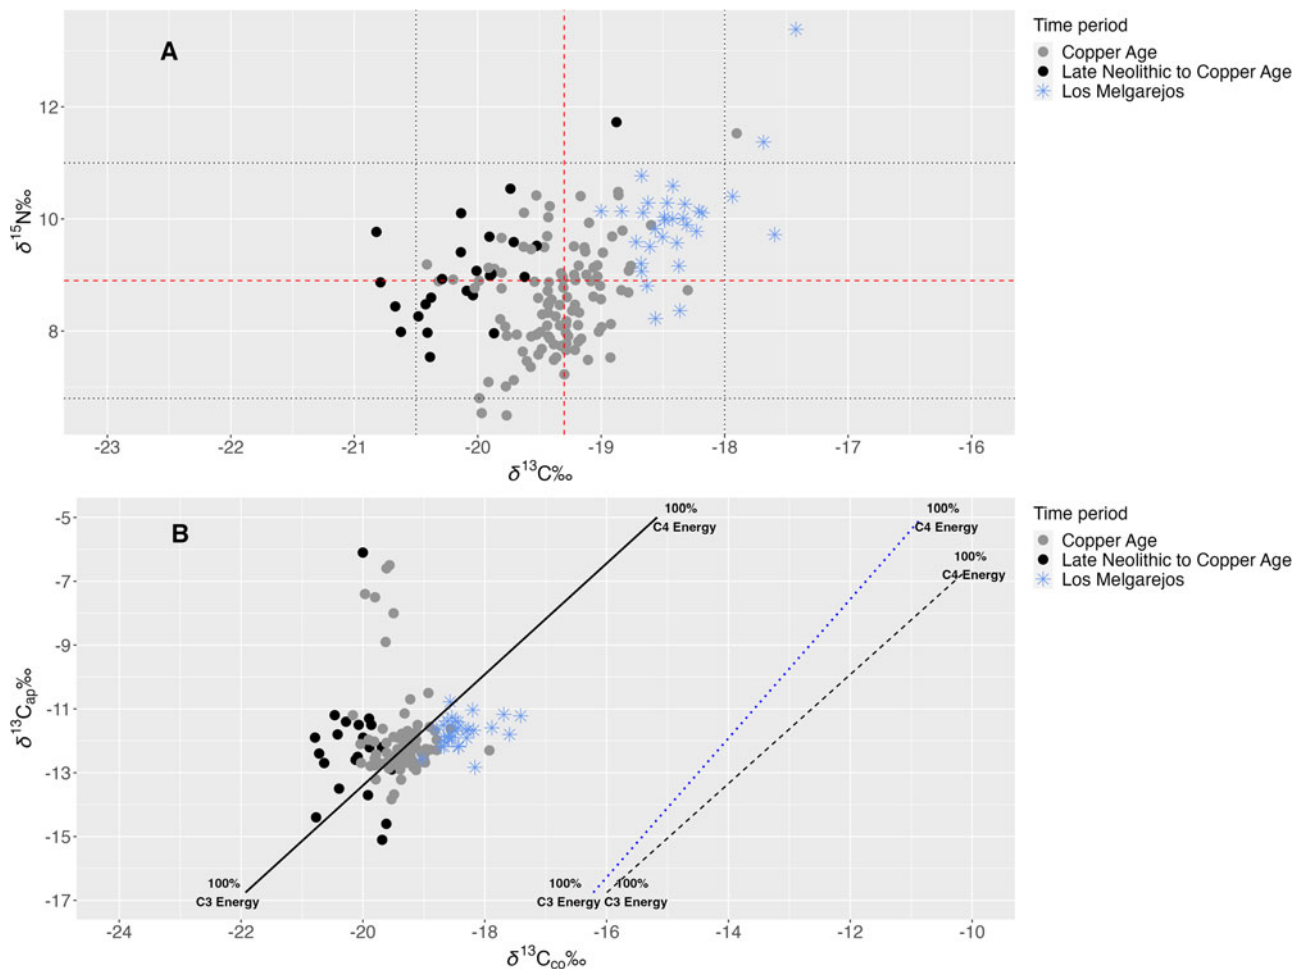 A
Time period
Copper Age
Late Neolithic to Copper Age
Los Melgarejos
12
10
8
δ15N‰
-23
-22
-21
-20
-19
-18
-17
-16
δ13C‰
B
100%
C4 Energy
100%
C4 Energy
100%
C4 Energy
Time period
Copper Age
Late Neolithic to Copper Age
Los Melgarejos
-5
-7
-9
-11
-13
-15
-17
δ13Cap‰
100%
C3 Energy
100%
C3 Energy
100%
C3 Energy
-24
-22
-20
-18
-16
-14
-12
-10
δ13Cco‰